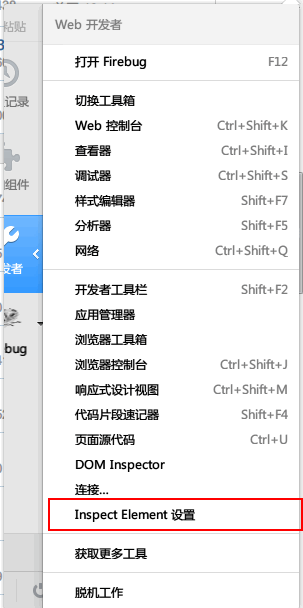 粘贴
Web 开发者
打开 Firebug F12
切换工具箱
Web 控制台 Ctrl+Shift+K
记录
查看器 Ctrl+Shift+I
调试器 Ctrl+Shift+S
组件
样式编辑器 Shift+F7
分析器 Shift+F5
网络 Ctrl+Shift+Q
发者
开发者工具栏 Shift+F2
应用管理器
浏览器工具箱
bug
浏览器控制台 Ctrl+Shift+J
响应式设计视图 Ctrl+Shift+M
代码片段速记器 Shift+F4
页面源代码 Ctrl+U
DOM Inspector
连接...
Inspect Element 设置
获取更多工具
脱机工作